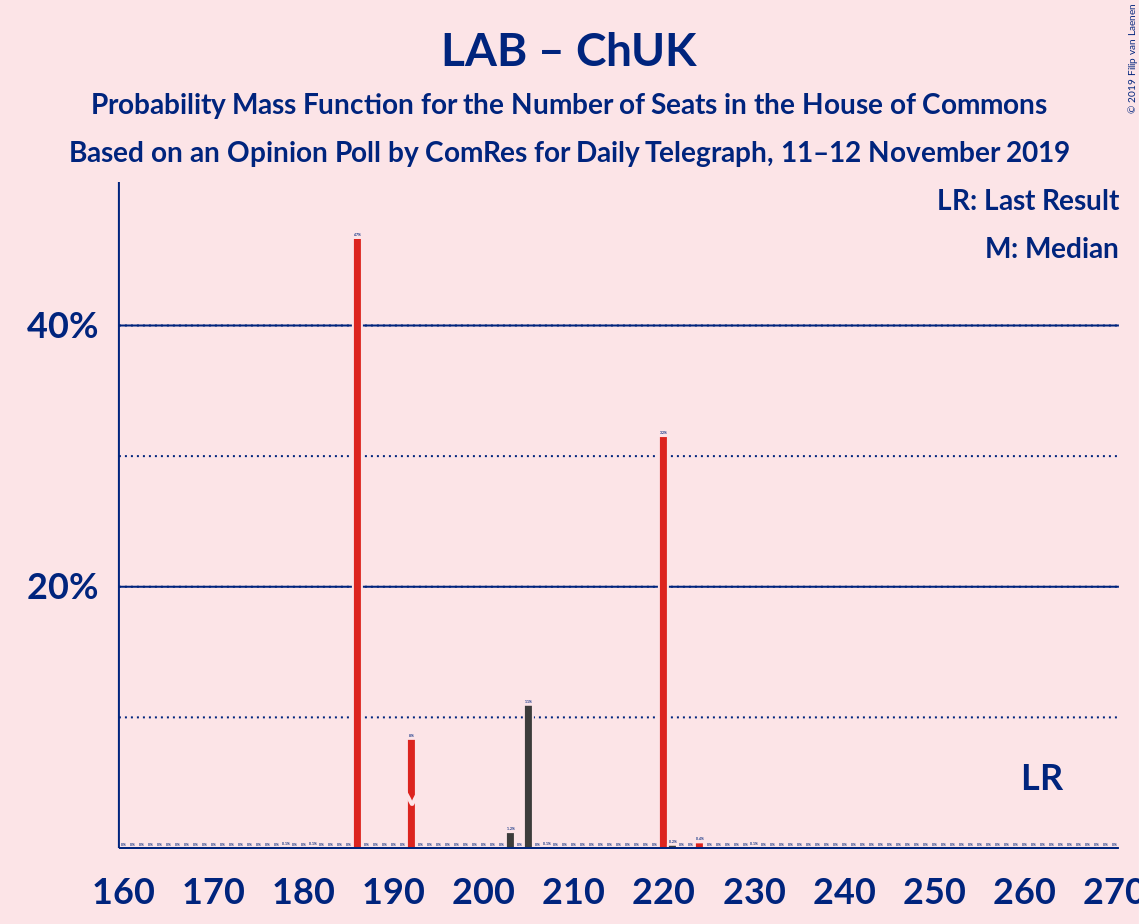 LAB – ChUK
Probability Mass Function for the Number of Seats in the House of Commons
Based on an Opinion Poll by ComRes for Daily Telegraph, 11–12 November 2019
© 2019 Filip van Laenen
LR: Last Result
M: Median
40%
20%
LR
M
160 170 180 190 200 210 220 230 240 250 260 270